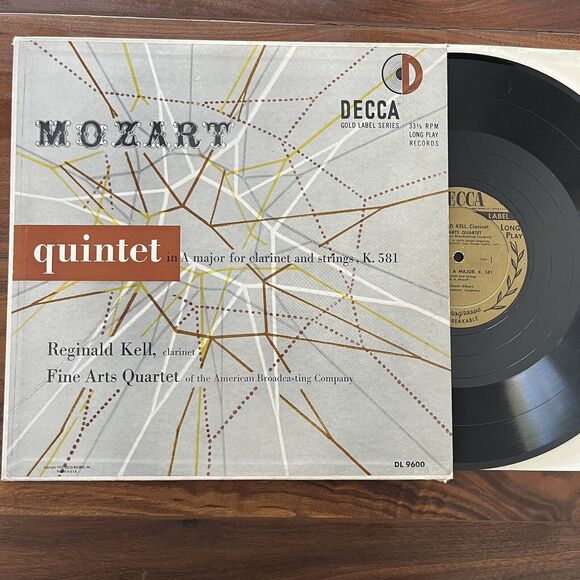 MOZART
DECCA
GOLD LABEL SERIES
33⅓ RPM
LONG PLAY
RECORDS
quintet in A major for clarinet and strings, K. 581
Reginald Kell, clarinet
Fine Arts Quartet of the American Broadcasting Company
DL 9600
DECCA
LABEL
LONG
PLAY
KELL, Clarinet
ARTS QUARTET
A MAJOR, K. 581